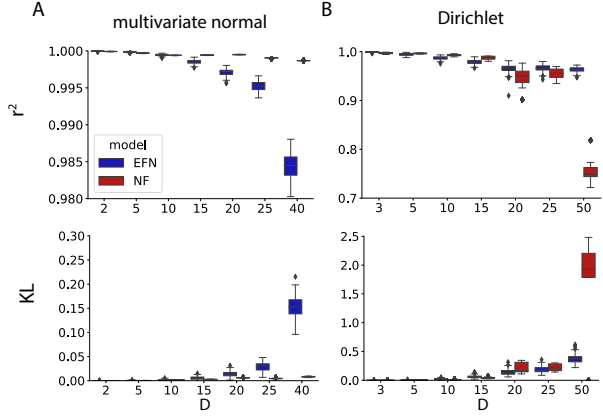 A
multivariate normal
B
Dirichlet
r²
1.000
0.995
0.990
0.985
0.980
model
EFN
NF
2 5 10 15 20 25 40
1.0
0.9
0.8
0.7
3 5 10 15 20 25 50
KL
0.30
0.25
0.20
0.15
0.10
0.05
0.00
2 5 10 15 20 25 40
D
2.5
2.0
1.5
1.0
0.5
0.0
3 5 10 15 20 25 50
D